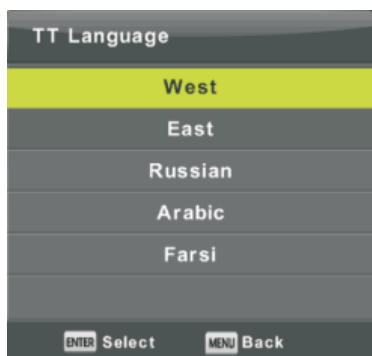 TT Language
West
East
Russian
Arabic
Farsi
ENTER Select MENU Back